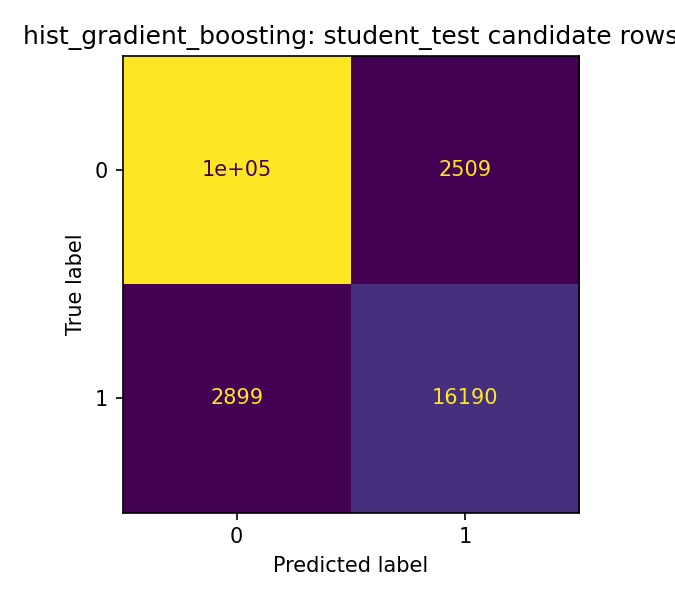 hist_gradient_boosting: student_test candidate rows
True label
0
1e+05
2509
1
2899
16190
0
1
Predicted label